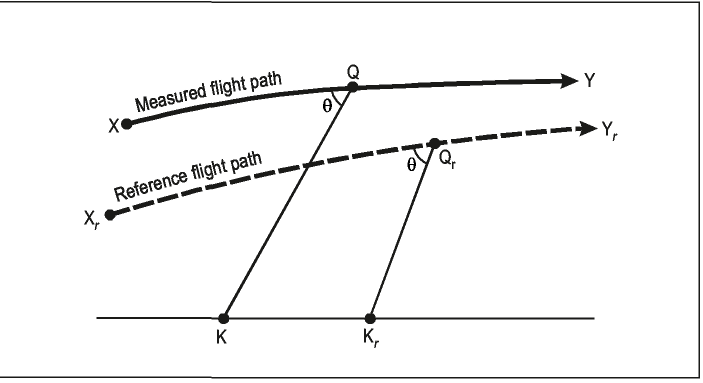 Q
Measured flight path
Y
θ
X
Y_r
Reference flight path
θ
Q_r
X_r
K
K_r